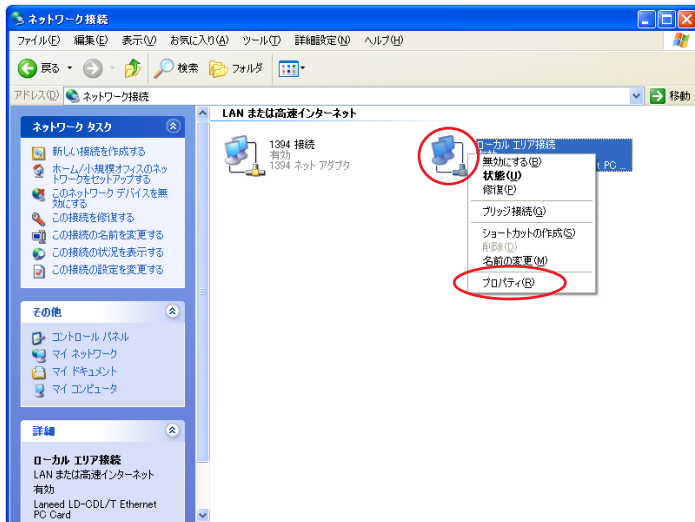 ネットワーク接続
ファイル(F) 編集(E) 表示(V) お気に入り(A) ツール(T) 詳細設定(N) ヘルプ(H)
戻る 検索 フォルダ
アドレス(D) ネットワーク接続 移動
ネットワーク タスク
新しい接続を作成する
ホーム/小規模オフィスのネッ
トワークをセットアップする
このネットワーク デバイスを無
効にする
この接続を修復する
この接続の名前を変更する
この接続の状況を表示する
この接続の設定を変更する
その他
コントロール パネル
マイ ネットワーク
マイ ドキュメント
マイ コンピュータ
詳細
ローカル エリア接続
LAN または高速インターネット
有効
Laneed LD-CDL/T Ethernet
PC Card
LAN または高速インターネット
1394 接続
有効
1394 ネット アダプタ
ローカル エリア接続
PC ...
無効にする(B)
状態(U)
修復(P)
ブリッジ接続(G)
ショートカットの作成(S)
削除(D)
名前の変更(M)
プロパティ(R)